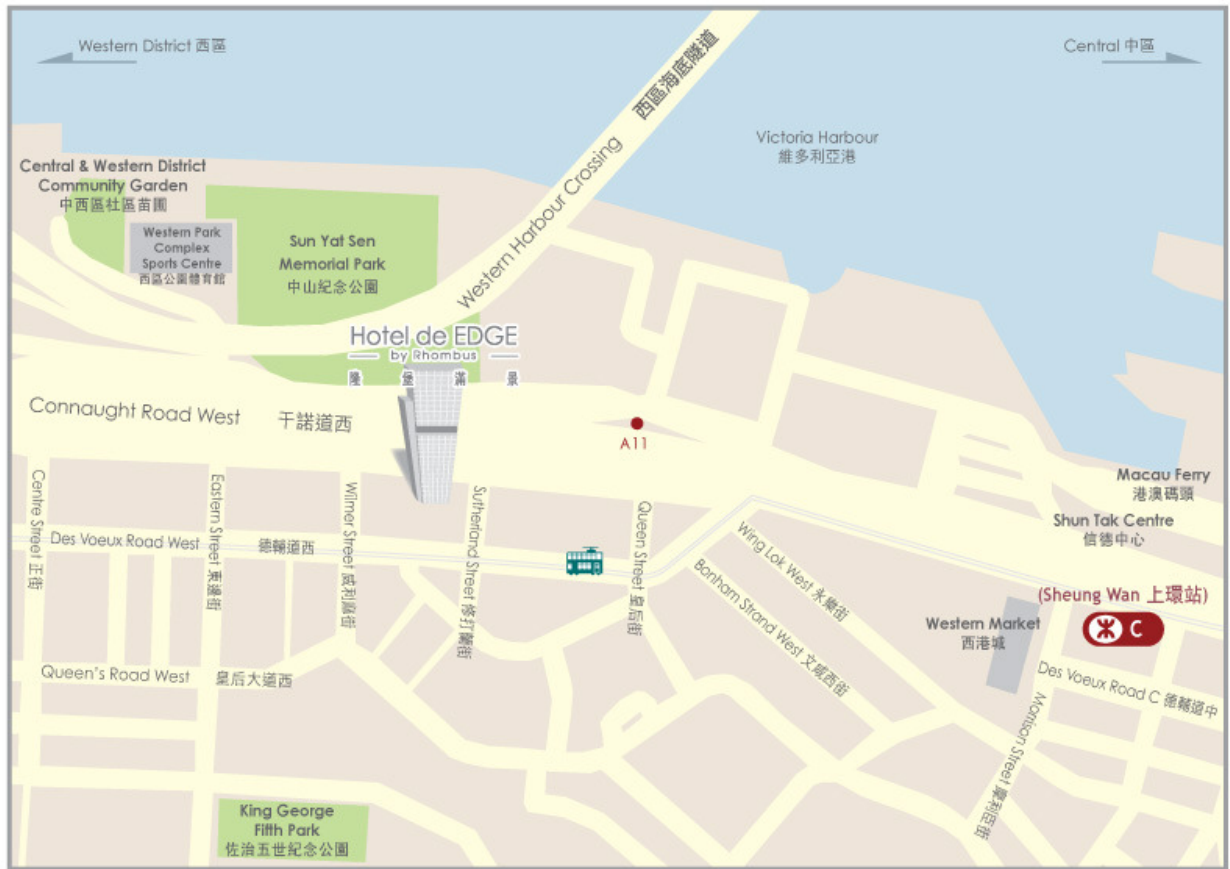 Western District 西區
Central 中區
西區海底隧道
Western Harbour Crossing
Victoria Harbour
維多利亞港
Central & Western District
Community Garden
中西區社區苗圃
Western Park
Complex
Sports Centre
西區公園體育館
Sun Yat Sen
Memorial Park
中山紀念公園
Hotel de EDGE
by Rhombus
隆堡滿景
Connaught Road West 干諾道西
A11
Macau Ferry
港澳碼頭
Shun Tak Centre
信德中心
Centre Street 正街
Eastern Street 東邊街
Wilmer Street 威利麻街
Sutherland Street 修打蘭街
Queen Street 皇后街
Des Voeux Road West 德輔道西
Wing Lok West 永樂街
Bonham Strand West 文咸西街
(Sheung Wan 上環站)
C
Western Market
西港城
Queen's Road West 皇后大道西
Des Voeux Road C 德輔道中
Morrison Street 摩利臣街
King George
Fifth Park
佐治五世紀念公園